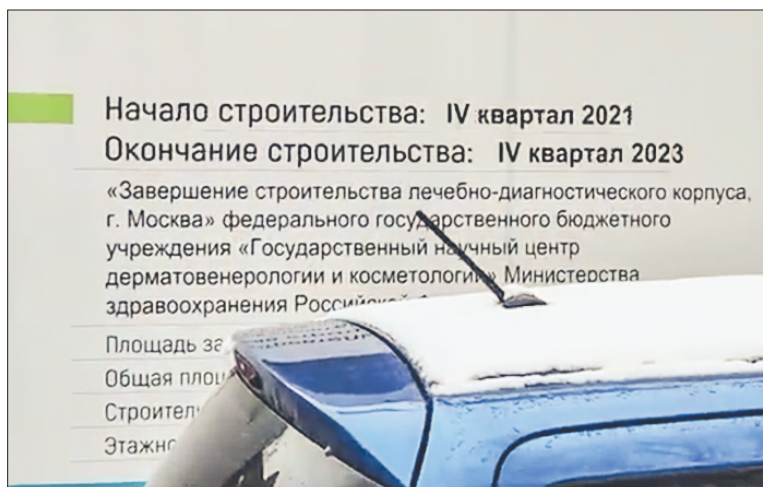 Начало строительства: IV квартал 2021
Окончание строительства: IV квартал 2023
«Завершение строительства лечебно-диагностического корпуса,
г. Москва» федерального государственного бюджетного
учреждения «Государственный научный центр
дерматовенерологии и косметологии» Министерства
здравоохранения Российской
Площадь
Общая